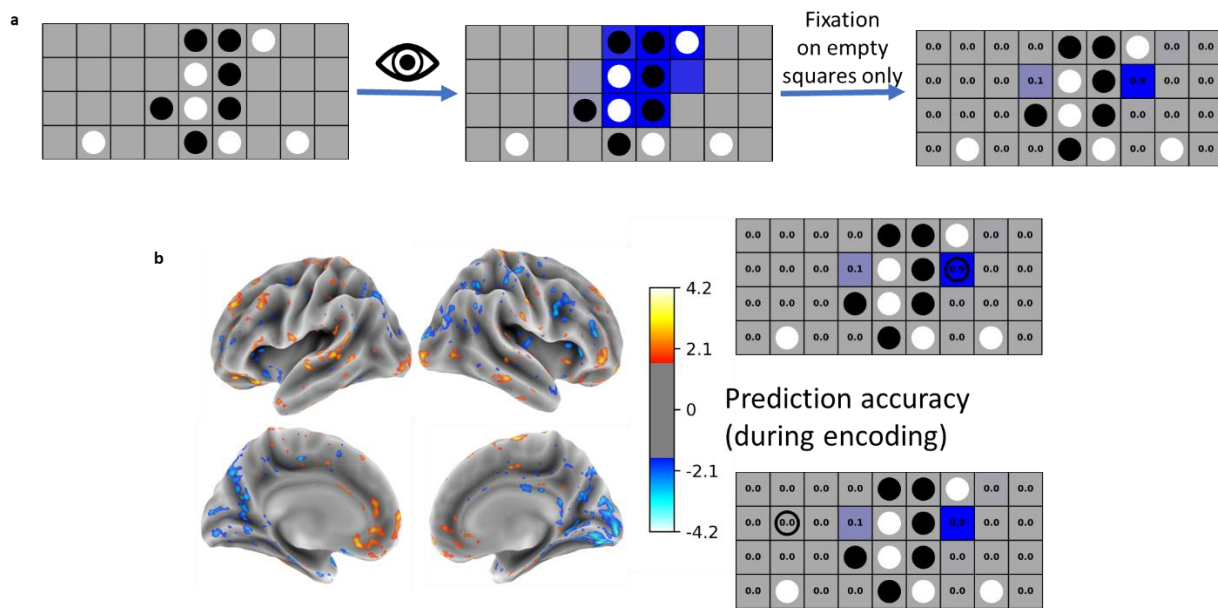 a
Fixation
on empty
squares only
0.0 0.0 0.0 0.0 0.0 0.0
0.0 0.0 0.0 0.1 0.9 0.0 0.0
0.0 0.0 0.0 0.0 0.0 0.0
0.0 0.0 0.0 0.0 0.0
b
4.2
2.1
0
-2.1
-4.2
0.0 0.0 0.0 0.0 0.0 0.0
0.0 0.0 0.0 0.1 0.9 0.0 0.0
0.0 0.0 0.0 0.0 0.0 0.0
0.0 0.0 0.0 0.0 0.0
Prediction accuracy
(during encoding)
0.0 0.0 0.0 0.0 0.0 0.0
0.0 0.0 0.0 0.1 0.9 0.0 0.0
0.0 0.0 0.0 0.0 0.0 0.0
0.0 0.0 0.0 0.0 0.0